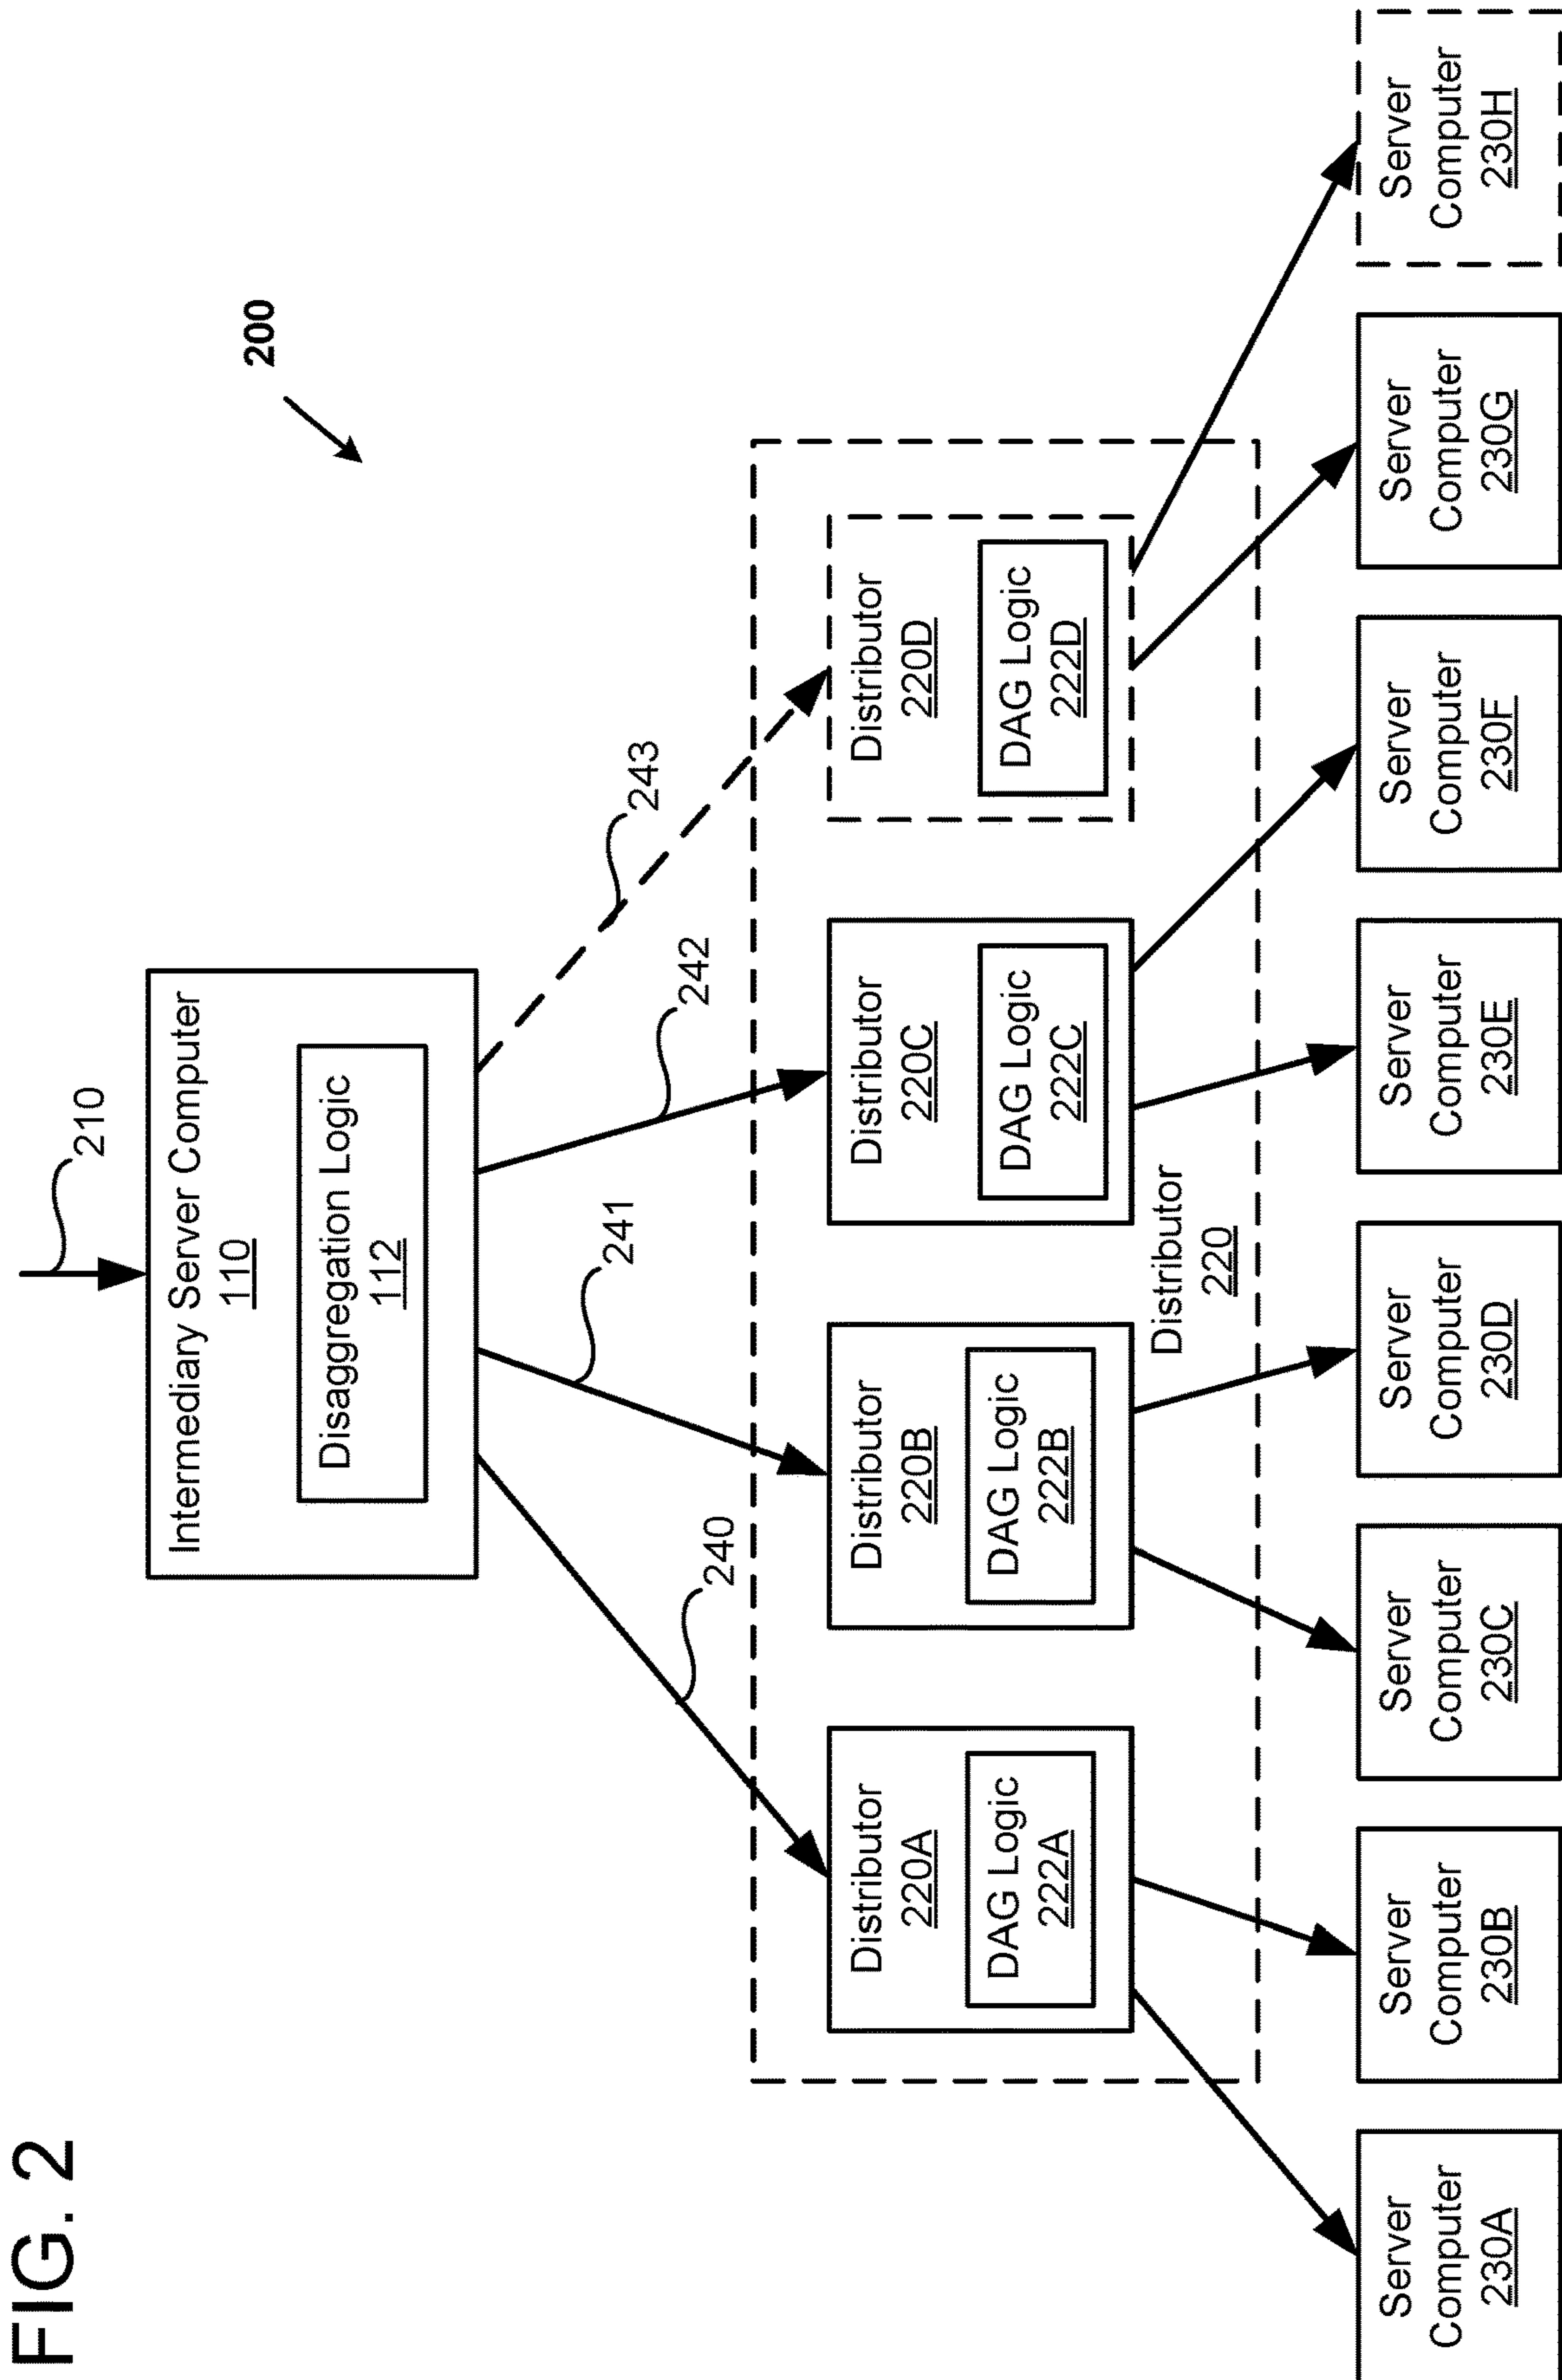 FIG. 2
200
210
Intermediary Server Computer
110
Disaggregation Logic
112
240
241
242
243
Distributor
220A
DAG Logic
222A
Distributor
220B
DAG Logic
222B
Distributor
220C
DAG Logic
222C
Distributor
220D
DAG Logic
222D
Distributor
220
Server
Computer
230A
Server
Computer
230B
Server
Computer
230C
Server
Computer
230D
Server
Computer
230E
Server
Computer
230F
Server
Computer
230G
Server
Computer
230H